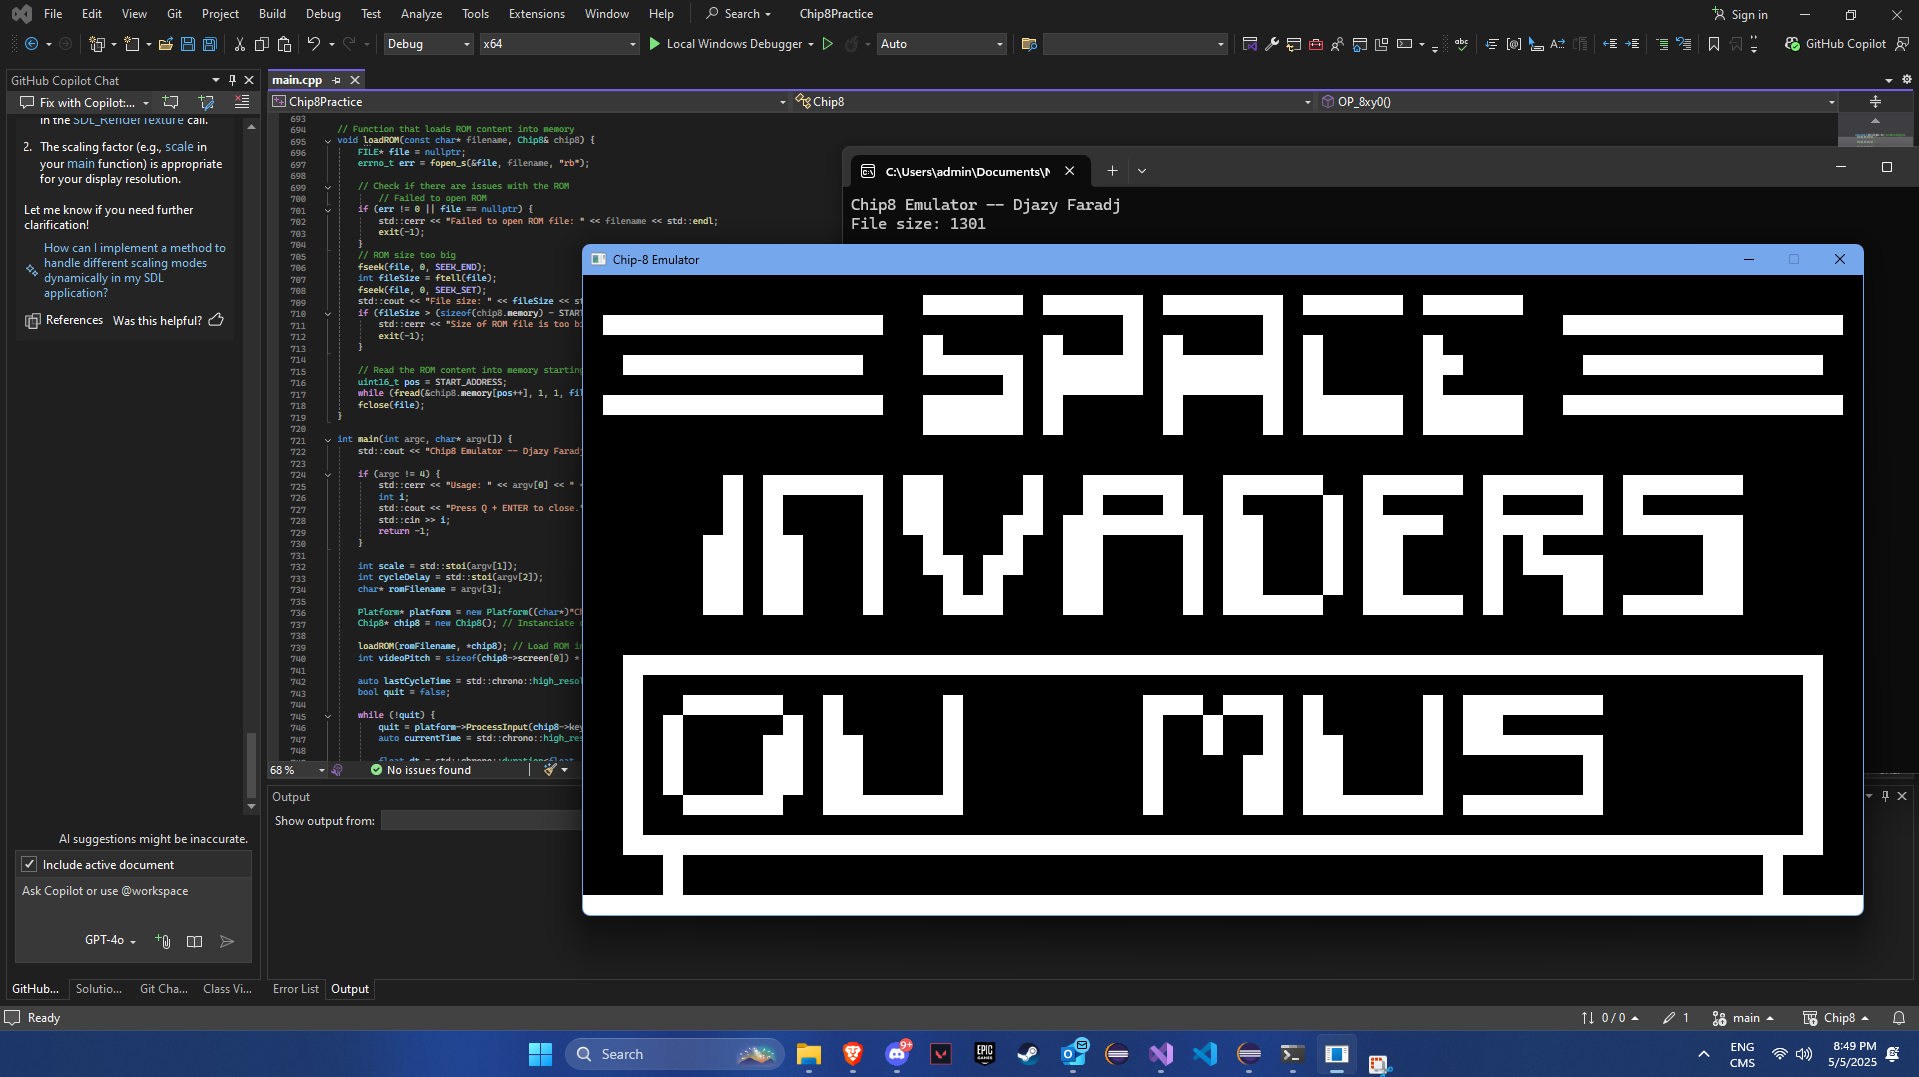 File Edit View Git Project Build Debug Test Analyze Tools Extensions Window Help Search Chip8Practice Sign in
Debug x64 Local Windows Debugger Auto GitHub Copilot
GitHub Copilot Chat
Fix with Copilot:...
in the SDL_RenderTexture call.
2. The scaling factor (e.g., scale in
your main function) is appropriate
for your display resolution.
Let me know if you need further
clarification!
How can I implement a method to
handle different scaling modes
dynamically in my SDL
application?
References Was this helpful?
AI suggestions might be inaccurate.
Include active document
Ask Copilot or use @workspace
GPT-4o
GitHub... Solutio... Git Cha... Class Vi...
main.cpp
Chip8Practice Chip8 OP_8xy0()
693
694 // Function that loads ROM content into memory
695 void loadROM(const char* filename, Chip8& chip8) {
696 FILE* file = nullptr;
697 errno_t err = fopen_s(&file, filename, "rb");
698
699 // Check if there are issues with the ROM
700 // Failed to open ROM
701 if (err != 0 || file == nullptr) {
702 std::cerr << "Failed to open ROM file: " << filename << std::endl;
703 exit(-1);
704 }
705 // ROM size too big
706 fseek(file, 0, SEEK_END);
707 int fileSize = ftell(file);
708 fseek(file, 0, SEEK_SET);
709 std::cout << "File size: " << fileSize << st
710 if (fileSize > (sizeof(chip8.memory) - START
711 std::cerr << "Size of ROM file is too bi
712 exit(-1);
713 }
714
715 // Read the ROM content into memory starting
716 uint16_t pos = START_ADDRESS;
717 while (fread(&chip8.memory[pos++], 1, 1, fil
718 fclose(file);
719 }
720
721 int main(int argc, char* argv[]) {
722 std::cout << "Chip8 Emulator -- Djazy Faradj
723
724 if (argc != 4) {
725 std::cerr << "Usage: " << argv[0] << "
726 int i;
727 std::cout << "Press Q + ENTER to close."
728 std::cin >> i;
729 return -1;
730 }
731
732 int scale = std::stoi(argv[1]);
733 int cycleDelay = std::stoi(argv[2]);
734 char* romFilename = argv[3];
735
736 Platform* platform = new Platform((char*)"Ch
737 Chip8* chip8 = new Chip8(); // Instanciate
738
739 loadROM(romFilename, *chip8); // Load ROM in
740 int videoPitch = sizeof(chip8->screen[0]) *
741
742 auto lastCycleTime = std::chrono::high_resol
743 bool quit = false;
744
745 while (!quit) {
746 quit = platform->ProcessInput(chip8->key
747 auto currentTime = std::chrono::high_res
748
68 % No issues found
Output
Show output from:
Error List Output
C:\Users\admin\Documents\N
Chip8 Emulator -- Djazy Faradj
File size: 1301
Chip-8 Emulator
SPACE
INVADERS
OU MUS
Ready 0 / 0 1 main Chip8
Search
9+
EPIC GAMES
ENG
CMS
8:49 PM
5/5/2025